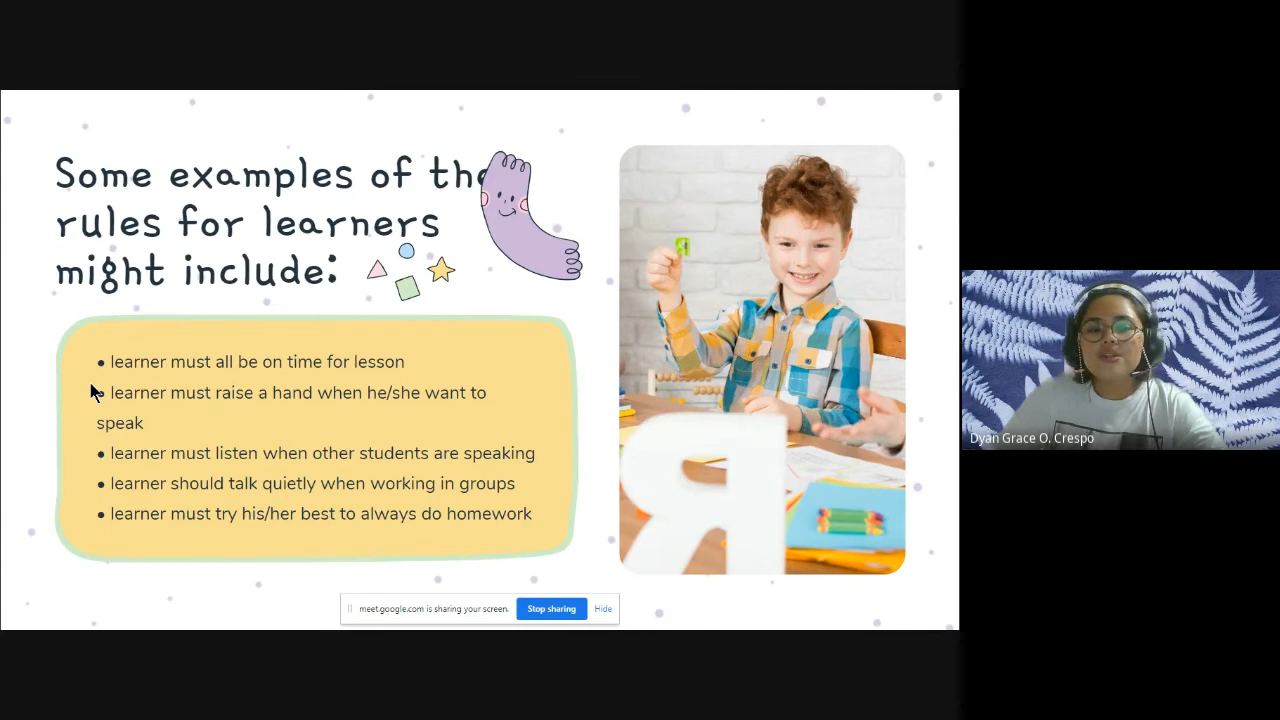 Some examples of the
rules for learners
might include:
• learner must all be on time for lesson
• learner must raise a hand when he/she want to
speak
• learner must listen when other students are speaking
• learner should talk quietly when working in groups
• learner must try his/her best to always do homework
meet.google.com is sharing your screen.
Stop sharing
Hide
Dyan Grace O. Crespo